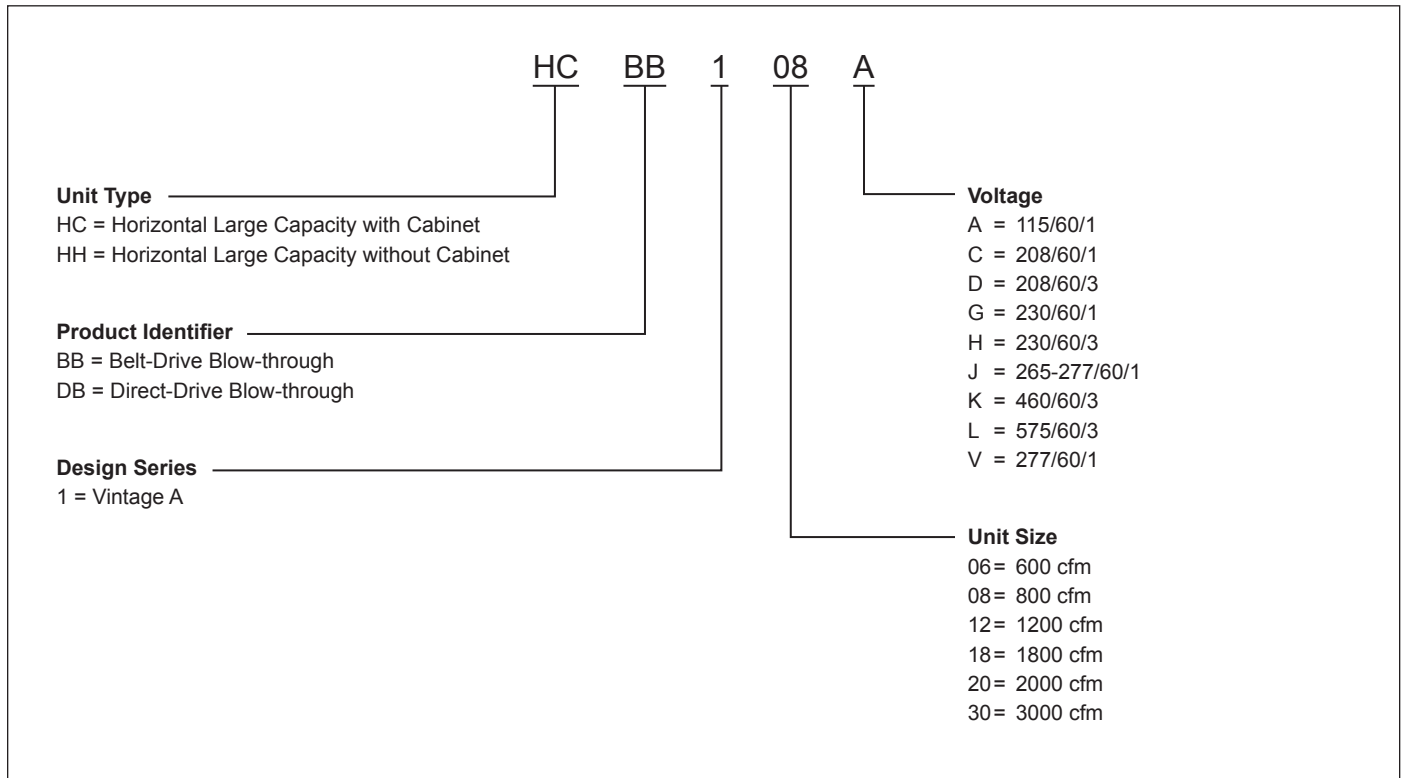 HC BB 1 08 A
Unit Type
HC = Horizontal Large Capacity with Cabinet
HH = Horizontal Large Capacity without Cabinet
Product Identifier
BB = Belt-Drive Blow-through
DB = Direct-Drive Blow-through
Design Series
1 = Vintage A
Voltage
A = 115/60/1
C = 208/60/1
D = 208/60/3
G = 230/60/1
H = 230/60/3
J = 265-277/60/1
K = 460/60/3
L = 575/60/3
V = 277/60/1
Unit Size
06= 600 cfm
08= 800 cfm
12= 1200 cfm
18= 1800 cfm
20= 2000 cfm
30= 3000 cfm